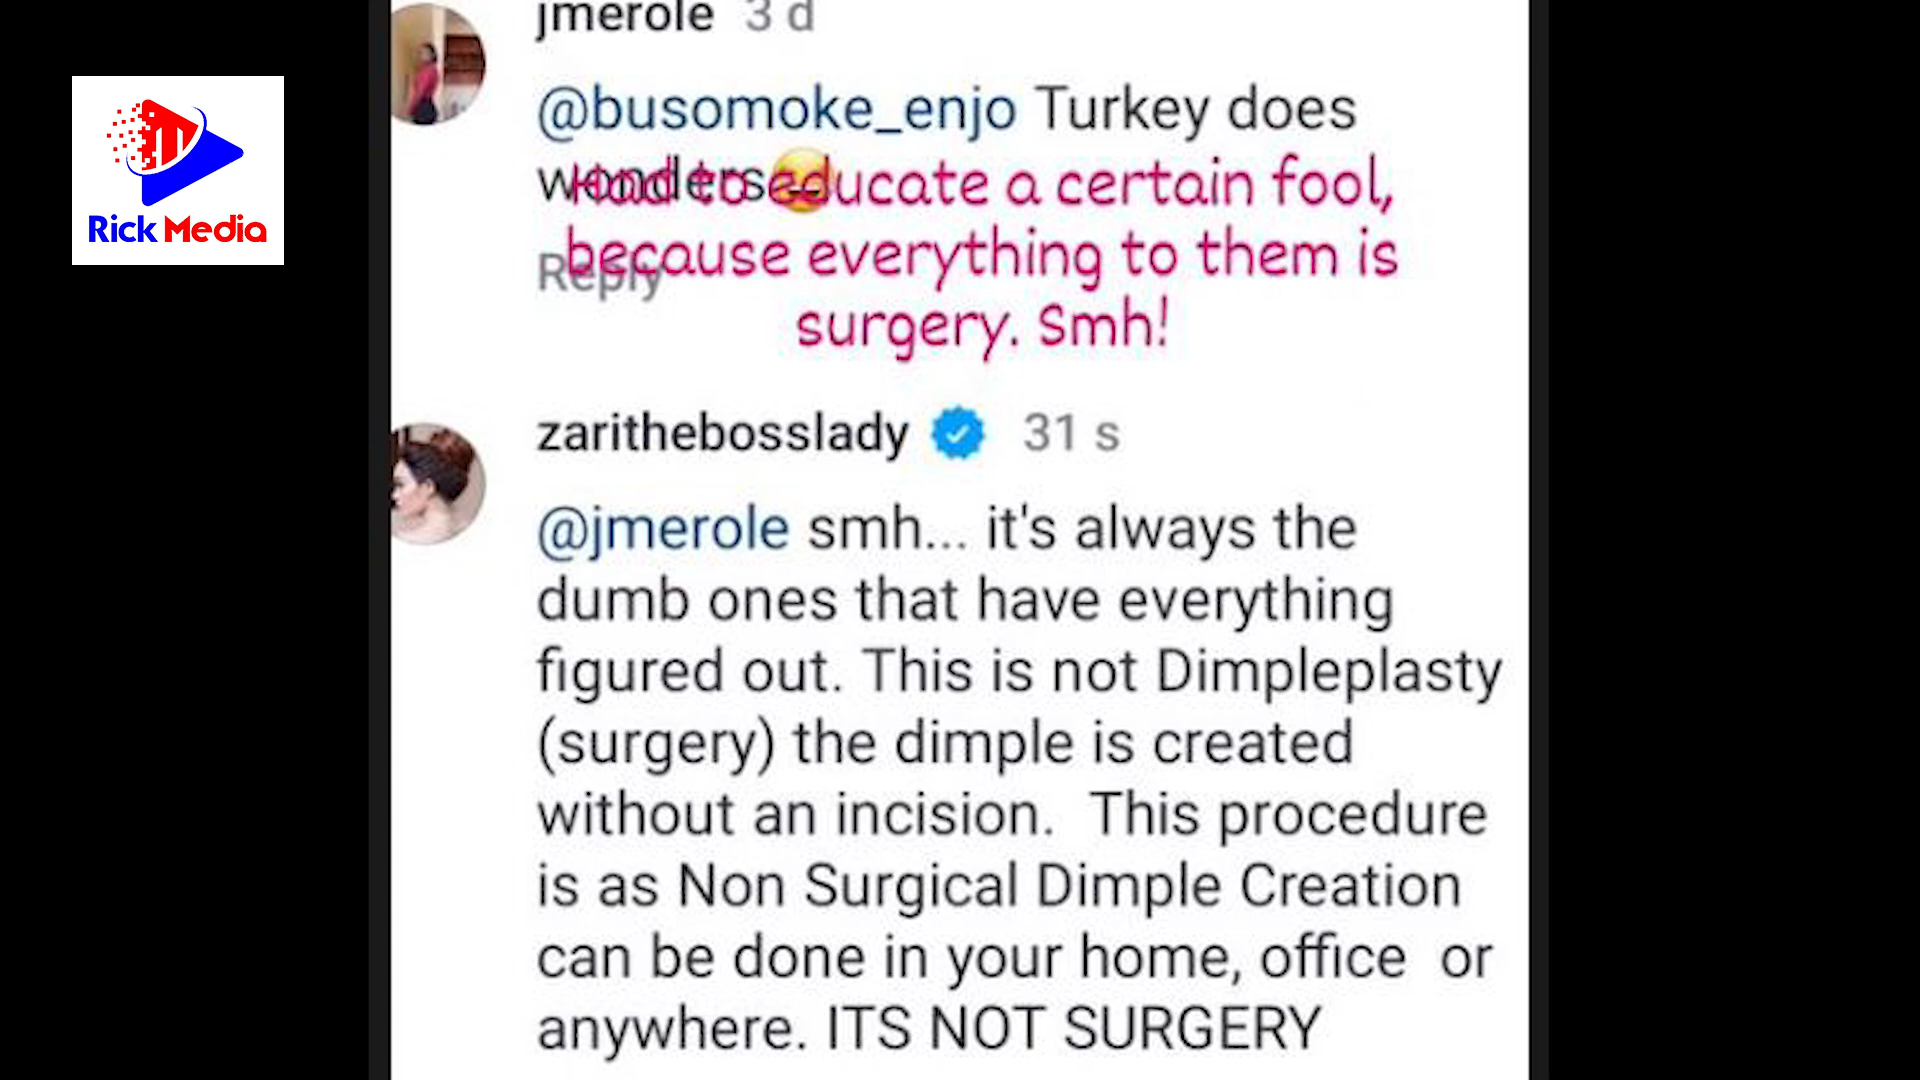 jmerole 3 d
@busomoke_enjo Turkey does
wonders
Had to educate a certain fool,
because everything to them is
Reply
surgery. Smh!
zarithebosslady 31 s
@jmerole smh... it's always the
dumb ones that have everything
figured out. This is not Dimpleplasty
(surgery) the dimple is created
without an incision. This procedure
is as Non Surgical Dimple Creation
can be done in your home, office or
anywhere. ITS NOT SURGERY
Rick Media